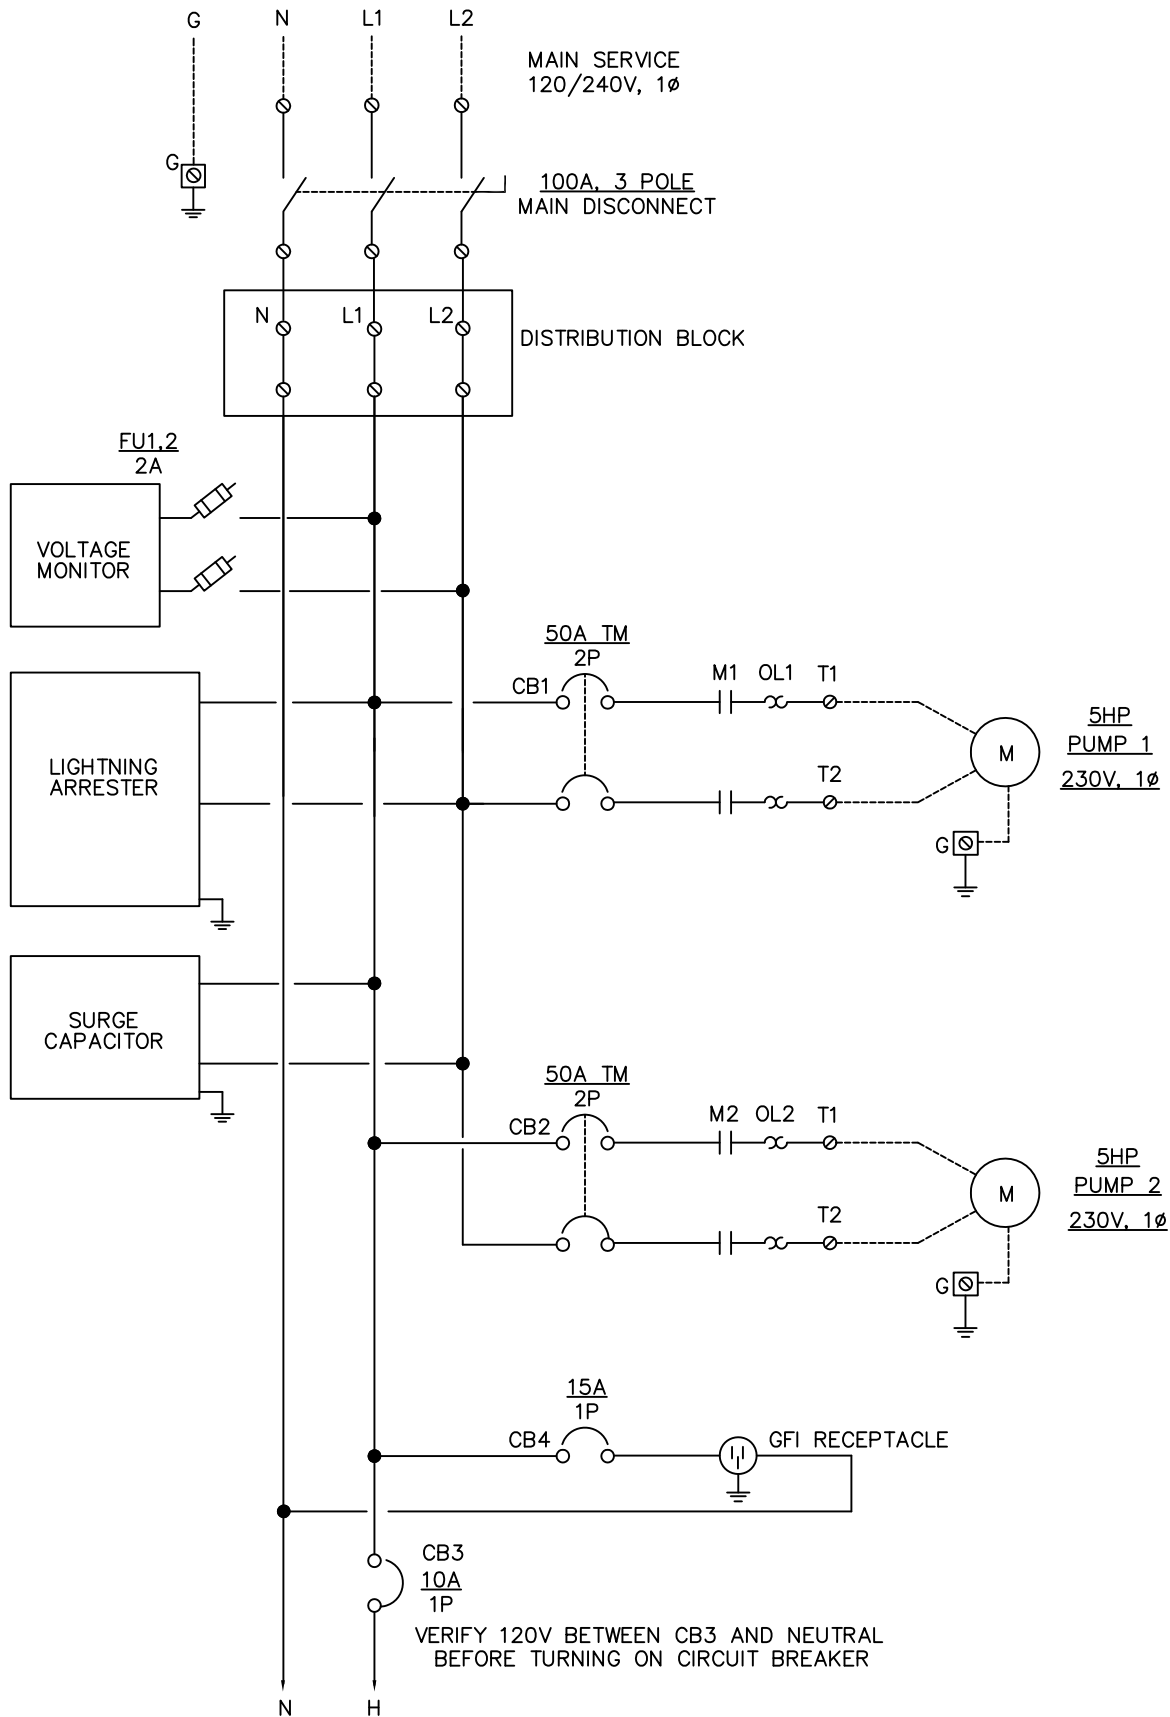 G
N
L1
L2
MAIN SERVICE
120/240V, 1ø
G
100A, 3 POLE
MAIN DISCONNECT
N
L1
L2
DISTRIBUTION BLOCK
FU1,2
2A
VOLTAGE
MONITOR
50A TM
2P
CB1
M1
OL1
T1
T2
M
5HP
PUMP 1
230V, 1ø
G
LIGHTNING
ARRESTER
SURGE
CAPACITOR
50A TM
2P
CB2
M2
OL2
T1
T2
M
5HP
PUMP 2
230V, 1ø
G
15A
1P
CB4
GFI RECEPTACLE
CB3
10A
1P
VERIFY 120V BETWEEN CB3 AND NEUTRAL
BEFORE TURNING ON CIRCUIT BREAKER
N
H